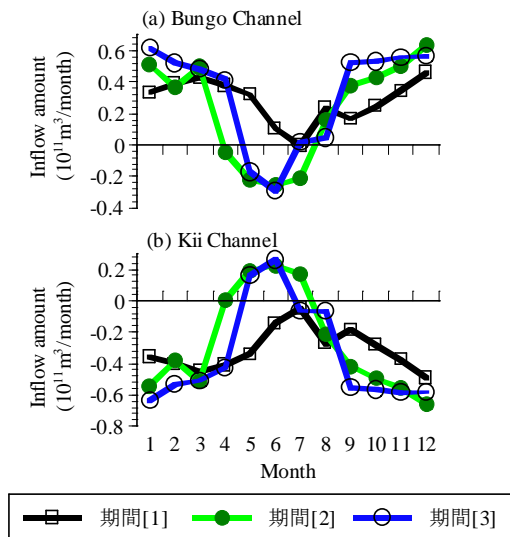 (a) Bungo Channel
Inflow amount
(10¹¹m³/month)
0.6
0.4
0.2
0
-0.2
-0.4
(b) Kii Channel
Inflow amount
(10¹¹m³/month)
0.2
0
-0.2
-0.4
-0.6
-0.8
1 2 3 4 5 6 7 8 9 10 11 12
Month
期間[1] 期間[2] 期間[3]